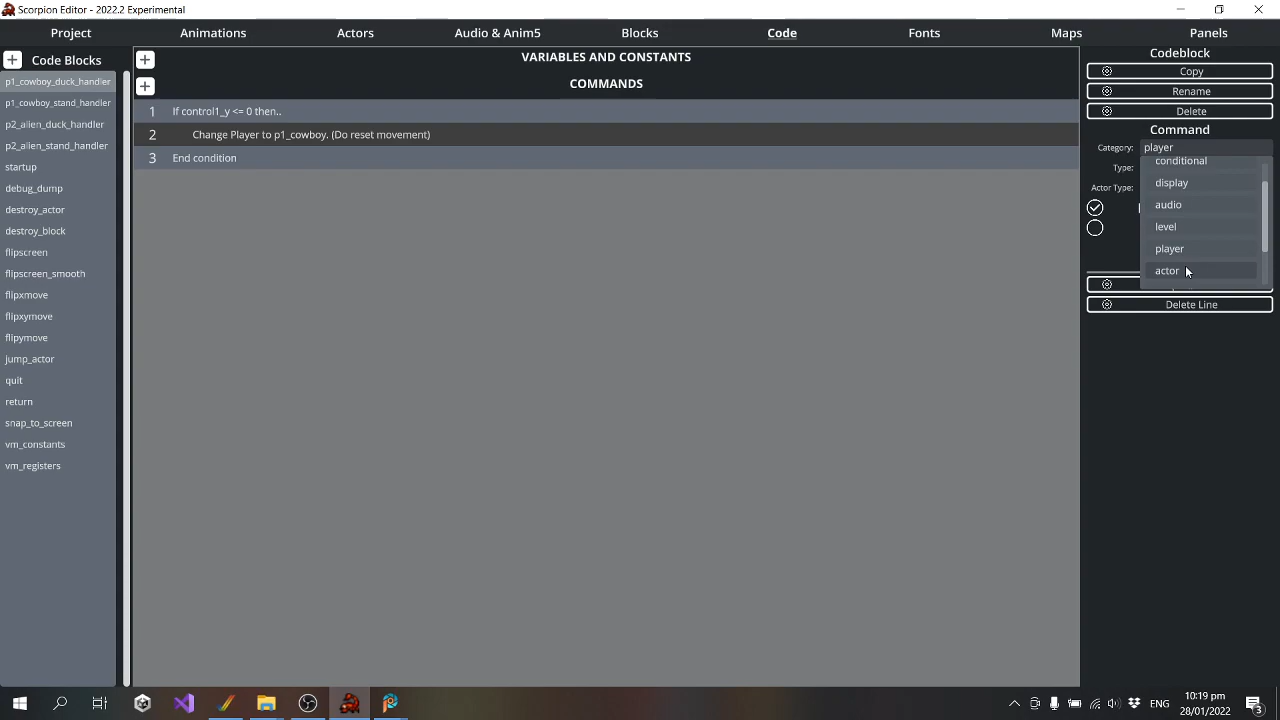 Scorpion Editor - 2022.2 Experimental
Project
Animations
Actors
Audio & Anim5
Blocks
Code
Fonts
Maps
Panels
Code Blocks
p1_cowboy_duck_handler
p1_cowboy_stand_handler
p2_alien_duck_handler
p2_alien_stand_handler
startup
debug_dump
destroy_actor
destroy_block
flipscreen
flipscreen_smooth
flipxmove
flipxymove
flipymove
jump_actor
quit
return
snap_to_screen
vm_constants
vm_registers
VARIABLES AND CONSTANTS
COMMANDS
1 If control1_y <= 0 then..
2 Change Player to p1_cowboy. (Do reset movement)
3 End condition
Codeblock
Copy
Rename
Delete
Command
Category: player
Type:
Actor Type:
conditional
display
audio
level
player
actor
Delete Line
ENG
10:19 pm
28/01/2022
3